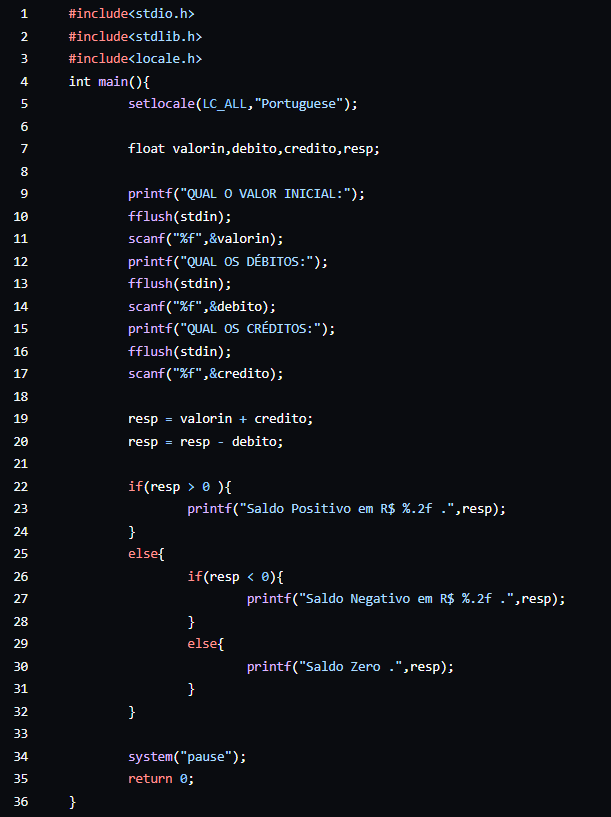 1 #include<stdio.h>
2 #include<stdlib.h>
3 #include<locale.h>
4 int main(){
5 setlocale(LC_ALL,"Portuguese");
6
7 float valorin,debito,credito,resp;
8
9 printf("QUAL O VALOR INICIAL:");
10 fflush(stdin);
11 scanf("%f",&valorin);
12 printf("QUAL OS DÉBITOS:");
13 fflush(stdin);
14 scanf("%f",&debito);
15 printf("QUAL OS CRÉDITOS:");
16 fflush(stdin);
17 scanf("%f",&credito);
18
19 resp = valorin + credito;
20 resp = resp - debito;
21
22 if(resp > 0 ){
23 printf("Saldo Positivo em R$ %.2f .",resp);
24 }
25 else{
26 if(resp < 0){
27 printf("Saldo Negativo em R$ %.2f .",resp);
28 }
29 else{
30 printf("Saldo Zero .",resp);
31 }
32 }
33
34 system("pause");
35 return 0;
36 }